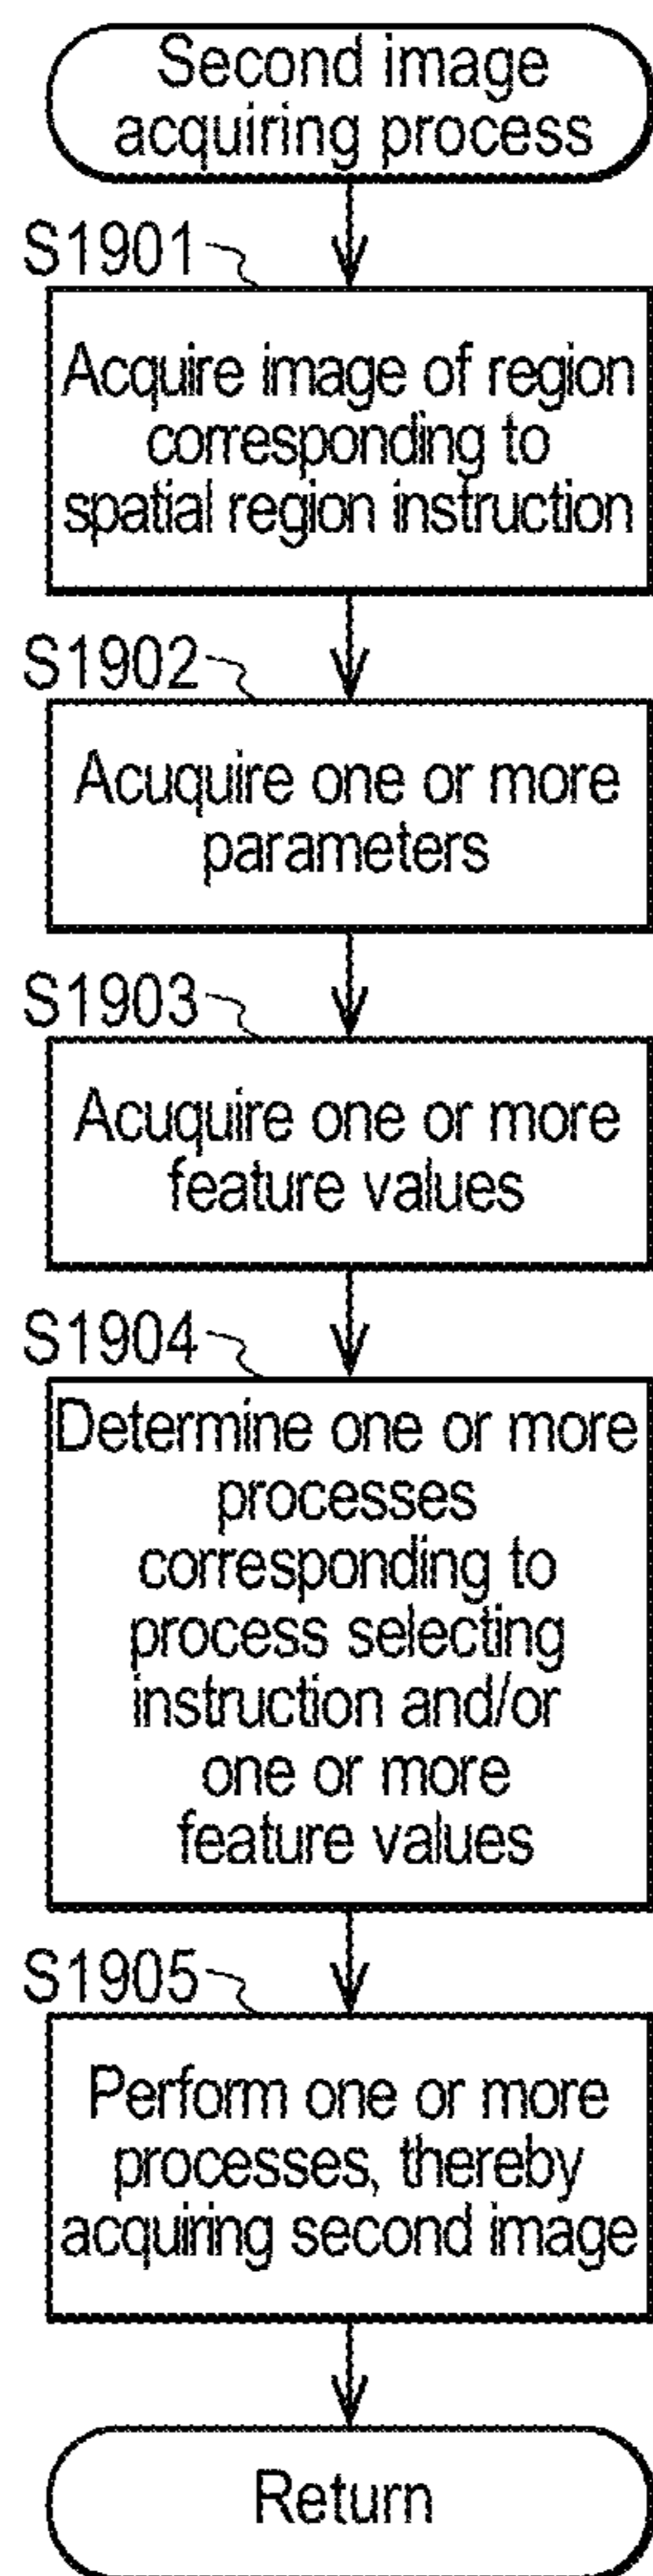 Second image
acquiring process
S1901
Acquire image of region
corresponding to
spatial region instruction
S1902
Acuquire one or more
parameters
S1903
Acuquire one or more
feature values
S1904
Determine one or more
processes
corresponding to
process selecting
instruction and/or
one or more
feature values
S1905
Perform one or more
processes, thereby
acquiring second image
Return